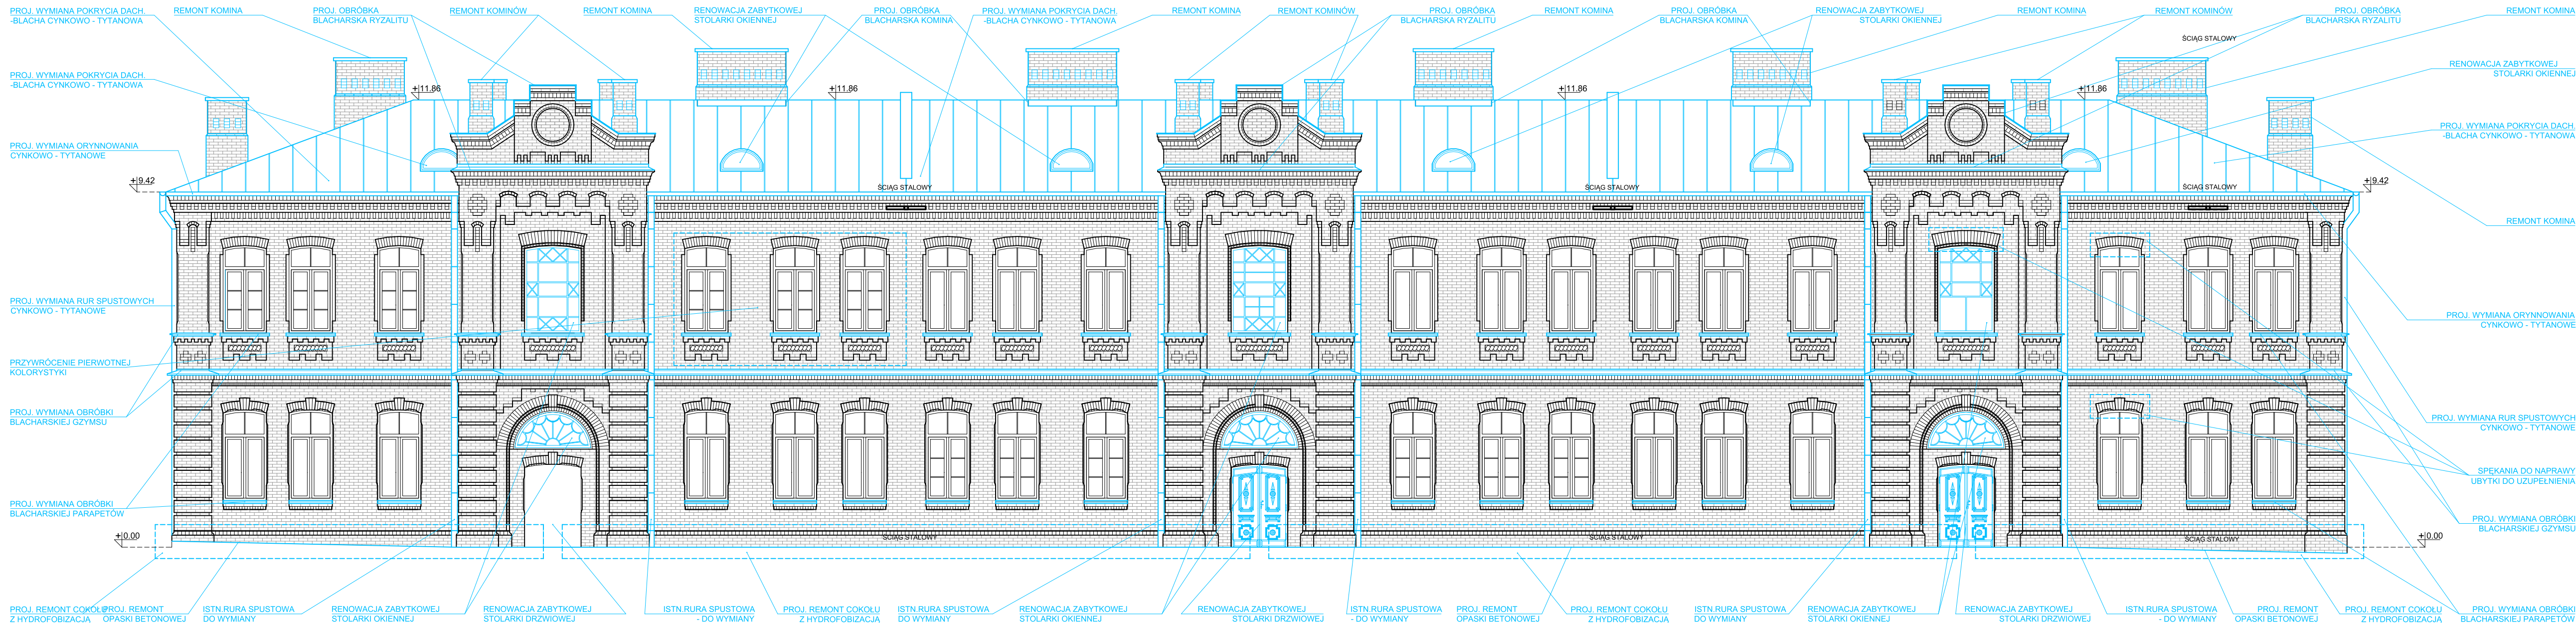 PROJ. WYMIANA POKRYCIA DACH.
-BLACHA CYNKOWO - TYTANOWA
REMONT KOMINA
PROJ. OBRÓBKA
BLACHARSKA RYZALITU
REMONT KOMINÓW
REMONT KOMINA
RENOWACJA ZABYTKOWEJ
STOLARKI OKIENNEJ
PROJ. OBRÓBKA
BLACHARSKA KOMINA
PROJ. WYMIANA POKRYCIA DACH.
-BLACHA CYNKOWO - TYTANOWA
REMONT KOMINA
REMONT KOMINÓW
PROJ. OBRÓBKA
BLACHARSKA RYZALITU
REMONT KOMINA
PROJ. OBRÓBKA
BLACHARSKA KOMINA
RENOWACJA ZABYTKOWEJ
STOLARKI OKIENNEJ
REMONT KOMINA
REMONT KOMINÓW
PROJ. OBRÓBKA
BLACHARSKA RYZALITU
REMONT KOMINA
ŚCIĄG STALOWY
PROJ. WYMIANA POKRYCIA DACH.
-BLACHA CYNKOWO - TYTANOWA
RENOWACJA ZABYTKOWEJ
STOLARKI OKIENNEJ
+11.86
+11.86
+11.86
+11.86
PROJ. WYMIANA POKRYCIA DACH.
-BLACHA CYNKOWO - TYTANOWA
PROJ. WYMIANA ORYNNOWANIA
CYNKOWO - TYTANOWE
+9.42
ŚCIĄG STALOWY
ŚCIĄG STALOWY
ŚCIĄG STALOWY
+9.42
REMONT KOMINA
PROJ. WYMIANA RUR SPUSTOWYCH
CYNKOWO - TYTANOWE
PROJ. WYMIANA ORYNNOWANIA
CYNKOWO - TYTANOWE
PRZYWRÓCENIE PIERWOTNEJ
KOLORYSTYKI
PROJ. WYMIANA OBRÓBKI
BLACHARSKIEJ GZYMSU
PROJ. WYMIANA RUR SPUSTOWYCH
CYNKOWO - TYTANOWE
SPĘKANIA DO NAPRAWY
UBYTKI DO UZUPEŁNIENIA
PROJ. WYMIANA OBRÓBKI
BLACHARSKIEJ PARAPETÓW
PROJ. WYMIANA OBRÓBKI
BLACHARSKIEJ GZYMSU
+0.00
ŚCIĄG STALOWY
ŚCIĄG STALOWY
ŚCIĄG STALOWY
+0.00
PROJ. REMONT COKOŁU
Z HYDROFOBIZACJĄ
PROJ. REMONT
OPASKI BETONOWEJ
ISTN.RURA SPUSTOWA
DO WYMIANY
RENOWACJA ZABYTKOWEJ
STOLARKI OKIENNEJ
RENOWACJA ZABYTKOWEJ
STOLARKI DRZWIOWEJ
ISTN.RURA SPUSTOWA
- DO WYMIANY
PROJ. REMONT COKOŁU
Z HYDROFOBIZACJĄ
ISTN.RURA SPUSTOWA
DO WYMIANY
RENOWACJA ZABYTKOWEJ
STOLARKI OKIENNEJ
RENOWACJA ZABYTKOWEJ
STOLARKI DRZWIOWEJ
ISTN.RURA SPUSTOWA
- DO WYMIANY
PROJ. REMONT
OPASKI BETONOWEJ
PROJ. REMONT COKOŁU
Z HYDROFOBIZACJĄ
ISTN.RURA SPUSTOWA
DO WYMIANY
RENOWACJA ZABYTKOWEJ
STOLARKI OKIENNEJ
RENOWACJA ZABYTKOWEJ
STOLARKI DRZWIOWEJ
ISTN.RURA SPUSTOWA
- DO WYMIANY
PROJ. REMONT
OPASKI BETONOWEJ
PROJ. REMONT COKOŁU
Z HYDROFOBIZACJĄ
PROJ. WYMIANA OBRÓBKI
BLACHARSKIEJ PARAPETÓW